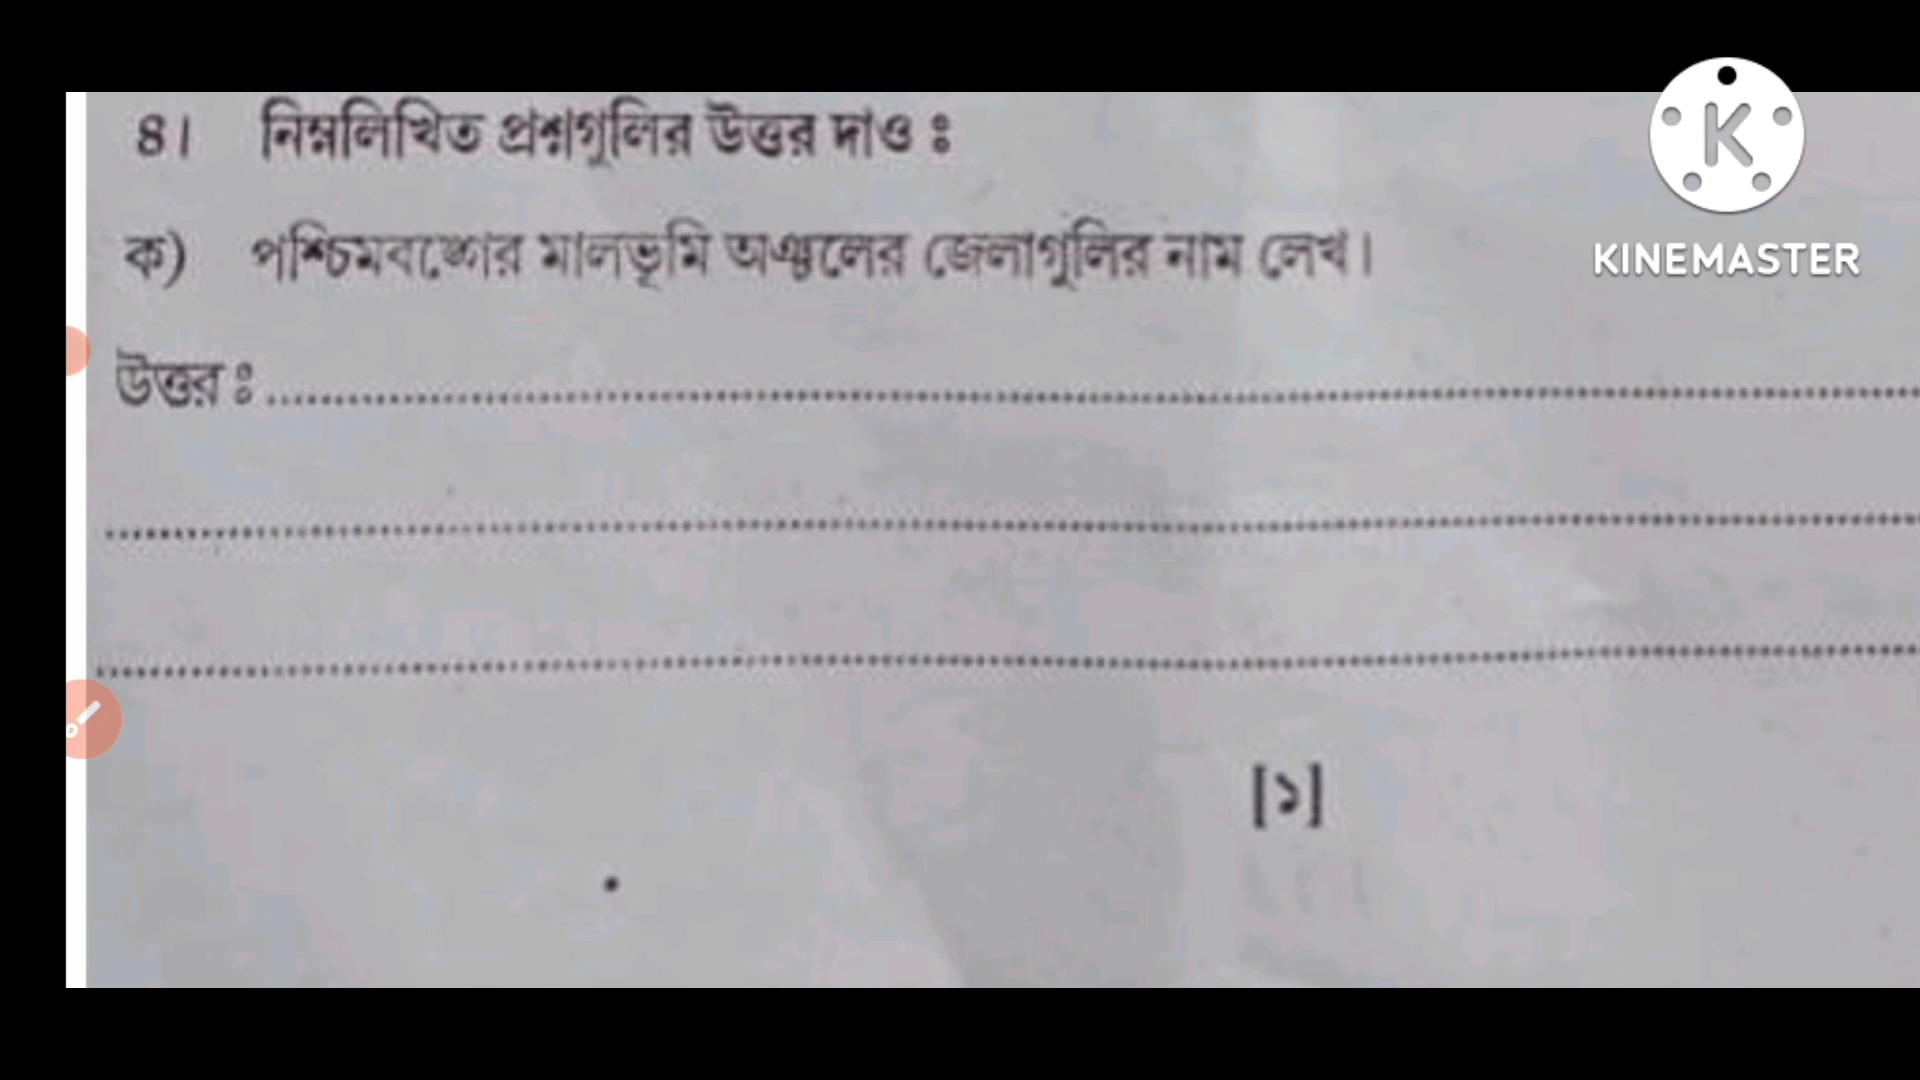 ৪। নিম্নলিখিত প্রশ্নগুলির উত্তর দাও ঃ
ক) পশ্চিমবঙ্গের মালভূমি অঞ্চলের জেলাগুলির নাম লেখ।
উত্তর ঃ
[১]
K
KINEMASTER